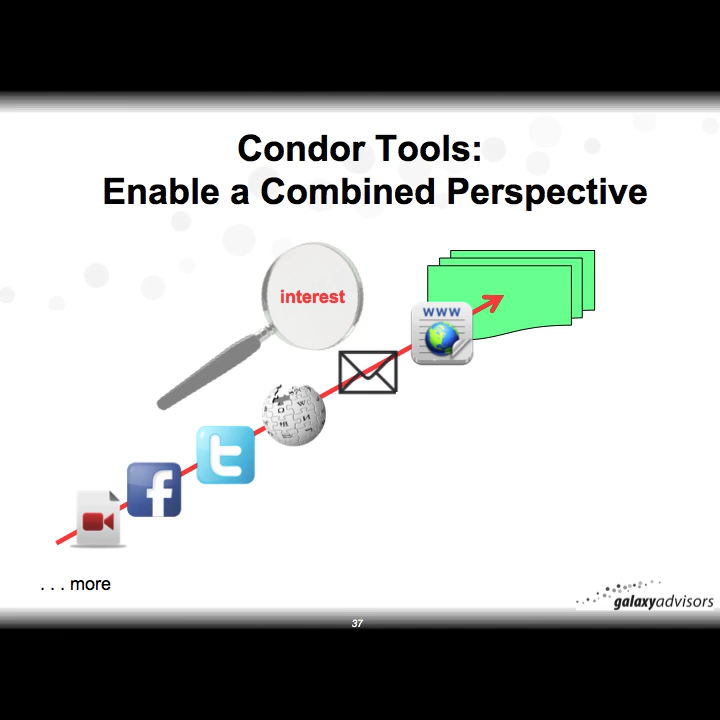 Condor Tools:
Enable a Combined Perspective
interest
WWW
. . . more
galaxyadvisors
37